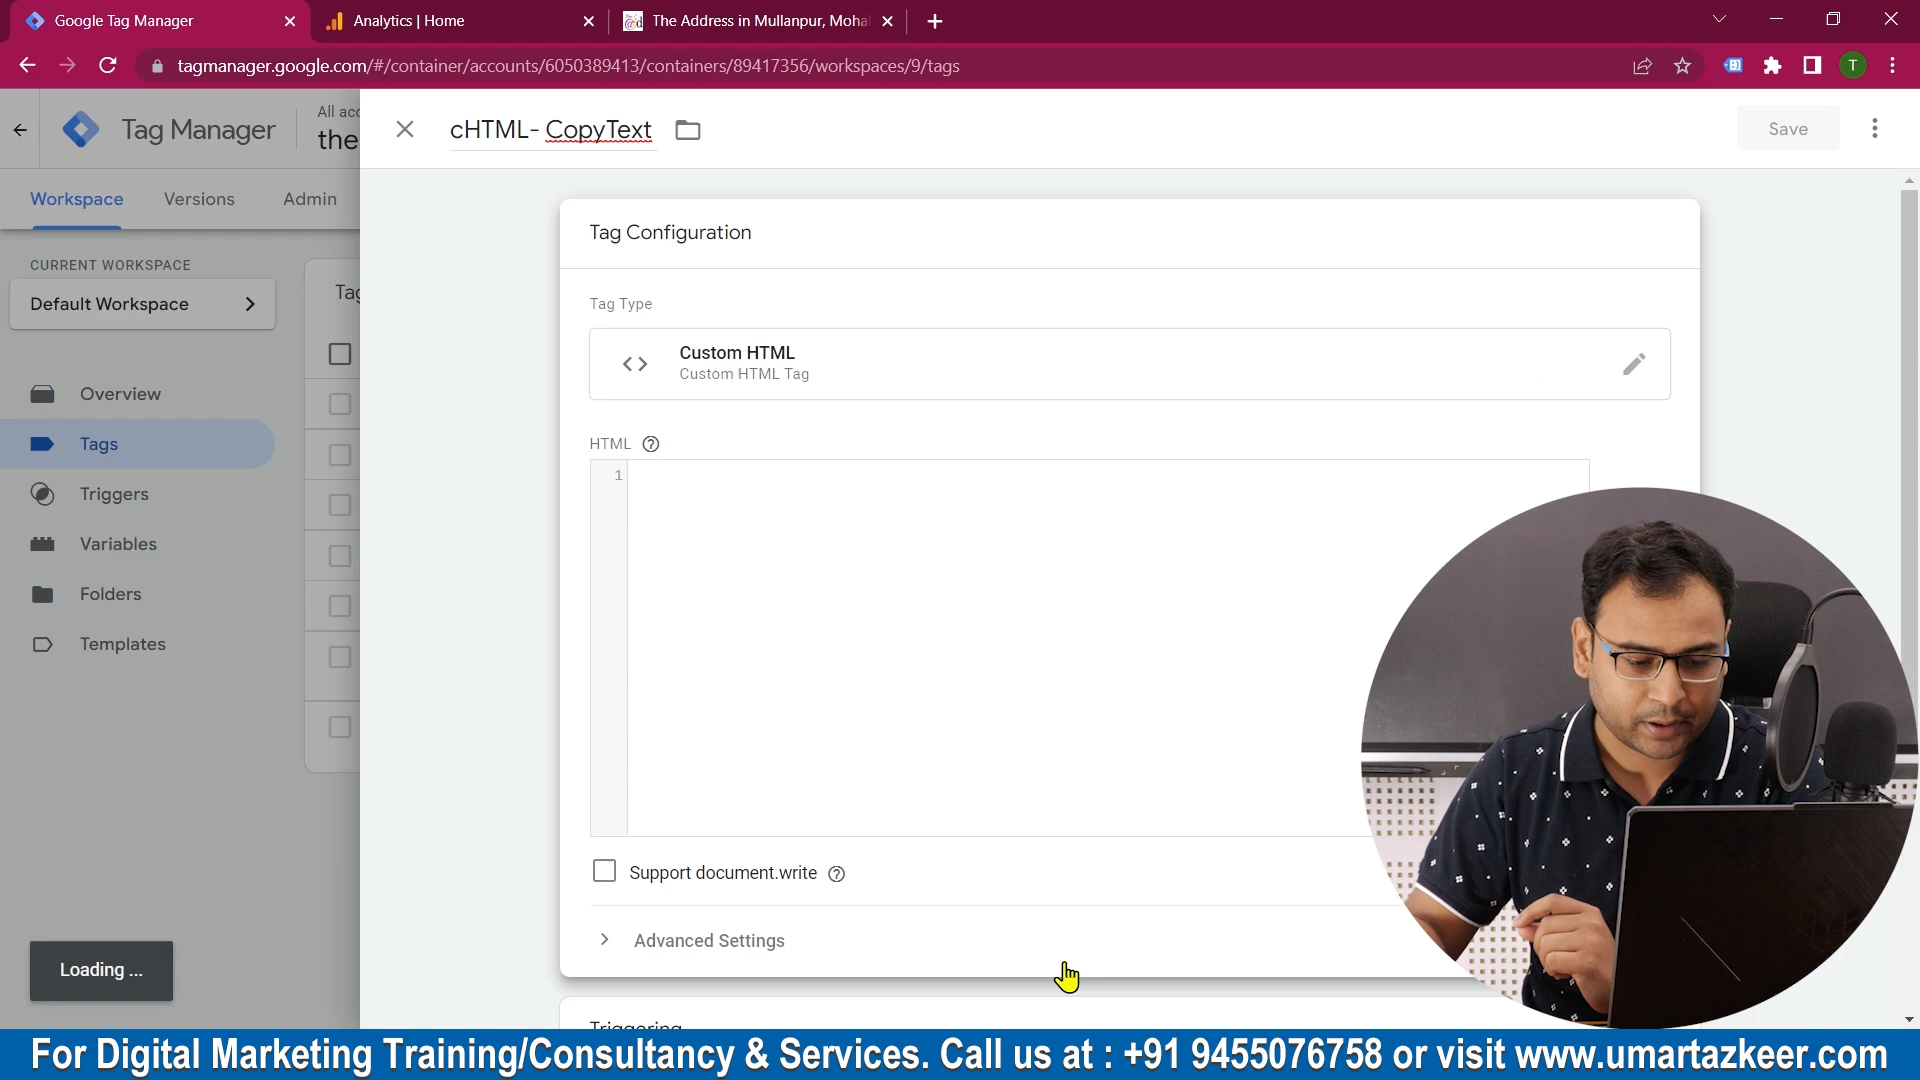 Google Tag Manager
Analytics | Home
The Address in Mullanpur, Moha
tagmanager.google.com/#/container/accounts/6050389413/containers/89417356/workspaces/9/tags
T
Tag Manager
All acc
the
cHTML- CopyText
Save
Workspace Versions Admin
CURRENT WORKSPACE
Default Workspace
Overview
Tags
Triggers
Variables
Folders
Templates
Tag
Tag Configuration
Tag Type
Custom HTML
Custom HTML Tag
HTML
1
Support document.write
Advanced Settings
Triggering
Loading ...
For Digital Marketing Training/Consultancy & Services. Call us at : +91 9455076758 or visit www.umartazkeer.com